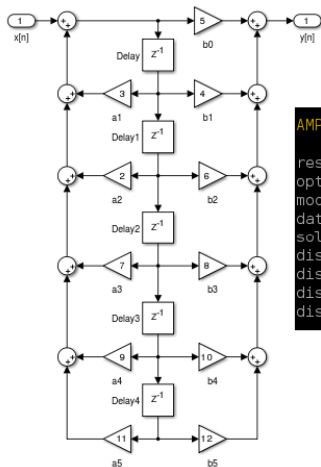 1
x[n]
5
b0
1
y[n]
Delay
Z-1
3
a1
4
b1
Delay1
Z-1
2
a2
6
b2
Delay2
Z-1
7
a3
8
b3
Delay3
Z-1
9
a4
10
b4
Delay4
Z-1
11
a5
12
b5
AMP
res
opt
mod
dat
sol
dis
dis
dis
dis